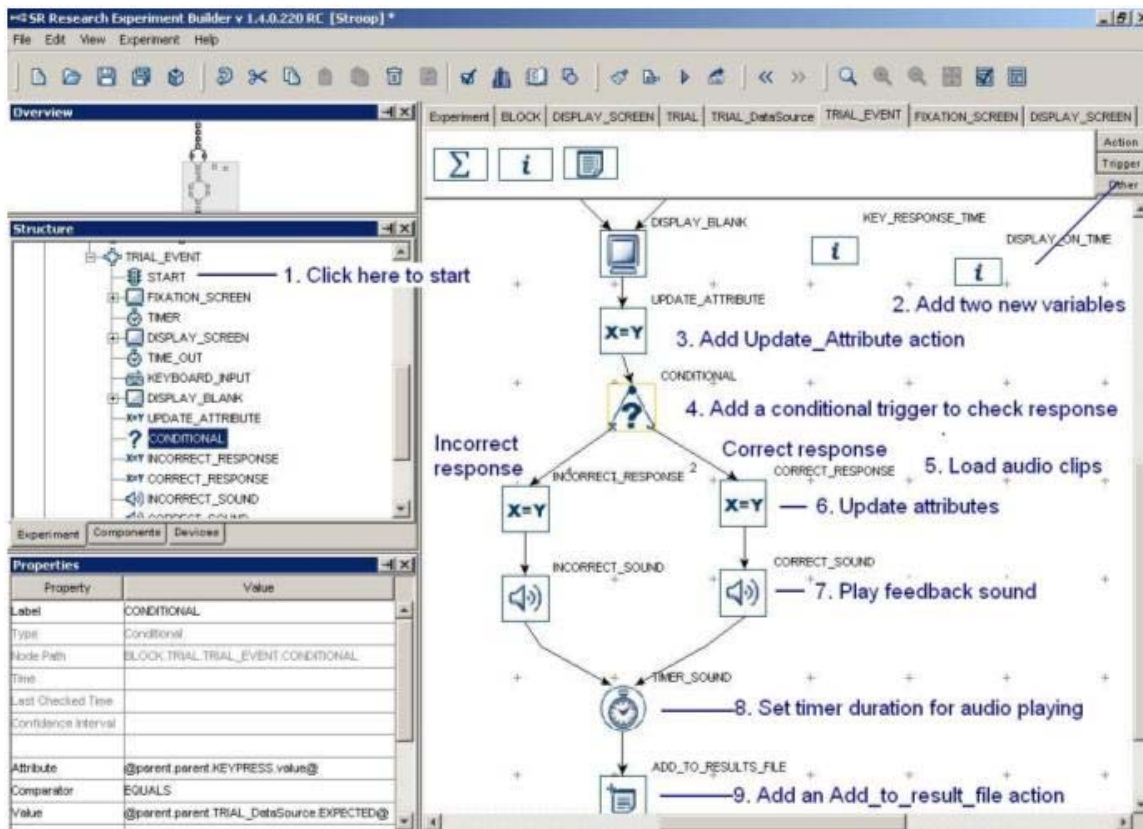 SR Research Experiment Builder v 1.4.0.220 RC [Stroop] *
File Edit View Experiment Help
Overview
Structure
TRIAL_EVENT
START
FIXATION_SCREEN
TIMER
DISPLAY_SCREEN
TIME_OUT
KEYBOARD_INPUT
DISPLAY_BLANK
X=Y UPDATE_ATTRIBUTE
? CONDITIONAL
X=Y INCORRECT_RESPONSE
X=Y CORRECT_RESPONSE
INCORRECT_SOUND
CORRECT_SOUND
Experiment Components Devices
Properties
Property Value
Label CONDITIONAL
Type Conditional
Node Path BLOCK.TRIAL.TRIAL_EVENT.CONDITIONAL
Time
Last Checked Time
Confidence Interval
Attribute @parent.parent.KEYPRESS.value@
Comparator EQUALS
Value @parent.parent.TRIAL_DataSource.EXPECTED@
Experiment BLOCK DISPLAY_SCREEN TRIAL TRIAL_DataSource TRIAL_EVENT FIXATION_SCREEN DISPLAY_SCREEN
Σ i
Action
Trigger
Other
DISPLAY_BLANK
KEY_RESPONSE_TIME
i
DISPLAY_ON_TIME
i
1. Click here to start
2. Add two new variables
UPDATE_ATTRIBUTE
X=Y
3. Add Update_Attribute action
CONDITIONAL
?
4. Add a conditional trigger to check response
Incorrect
response
Correct response
5. Load audio clips
1
INCORRECT_RESPONSE
2
CORRECT_RESPONSE
X=Y
X=Y
6. Update attributes
INCORRECT_SOUND
CORRECT_SOUND
7. Play feedback sound
TIMER_SOUND
8. Set timer duration for audio playing
ADD_TO_RESULTS_FILE
9. Add an Add_to_result_file action